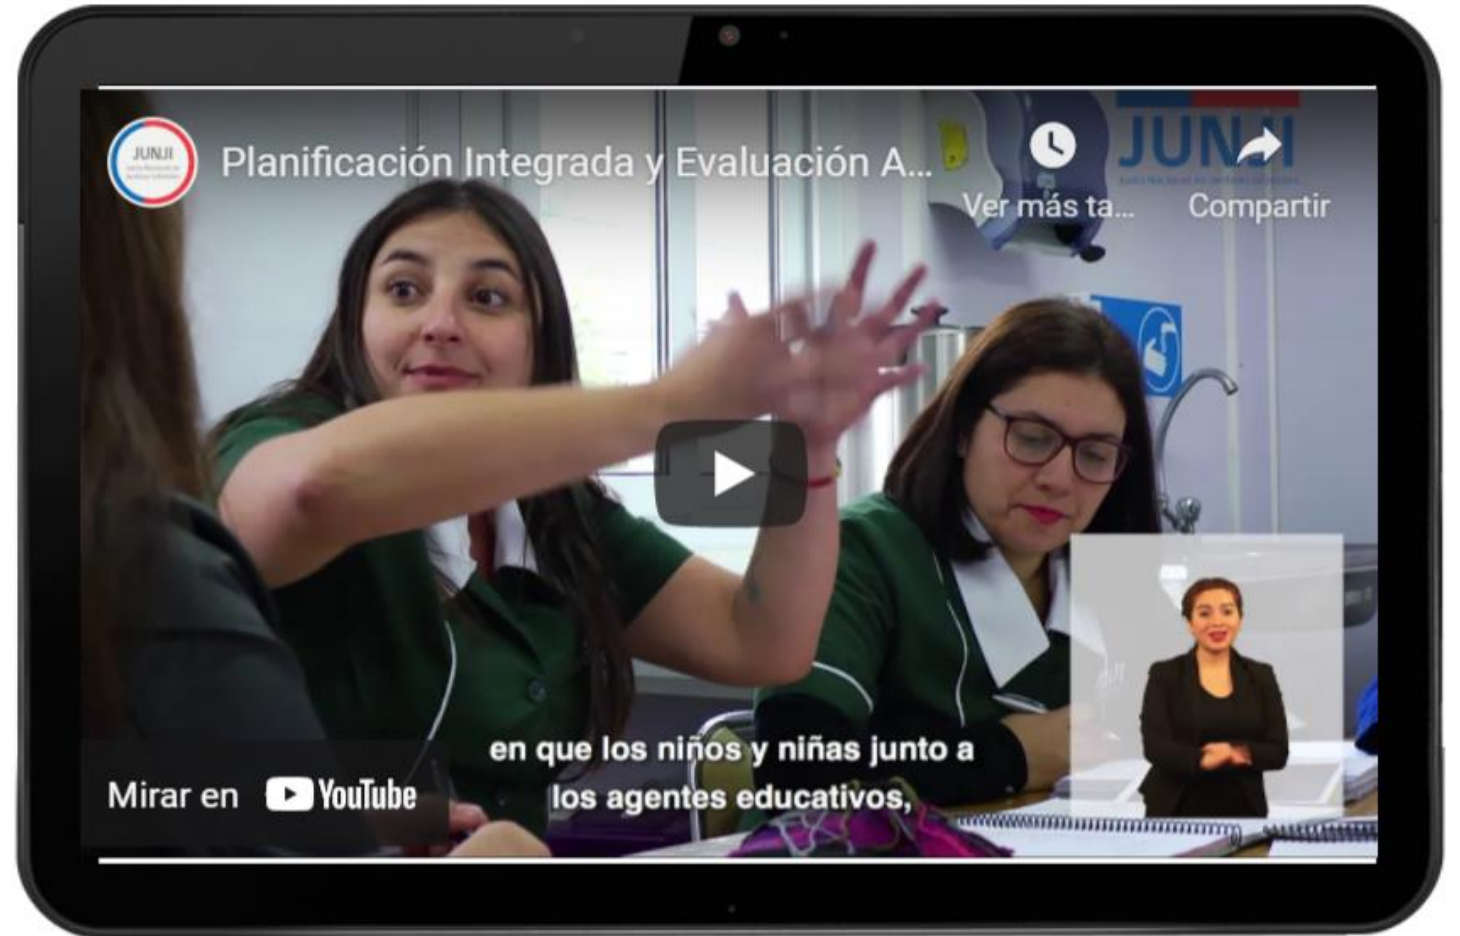 JUNJI
Planificación Integrada y Evaluación A...
Ver más ta...
Compartir
JUNJI
en que los niños y niñas junto a
los agentes educativos,
Mirar en YouTube